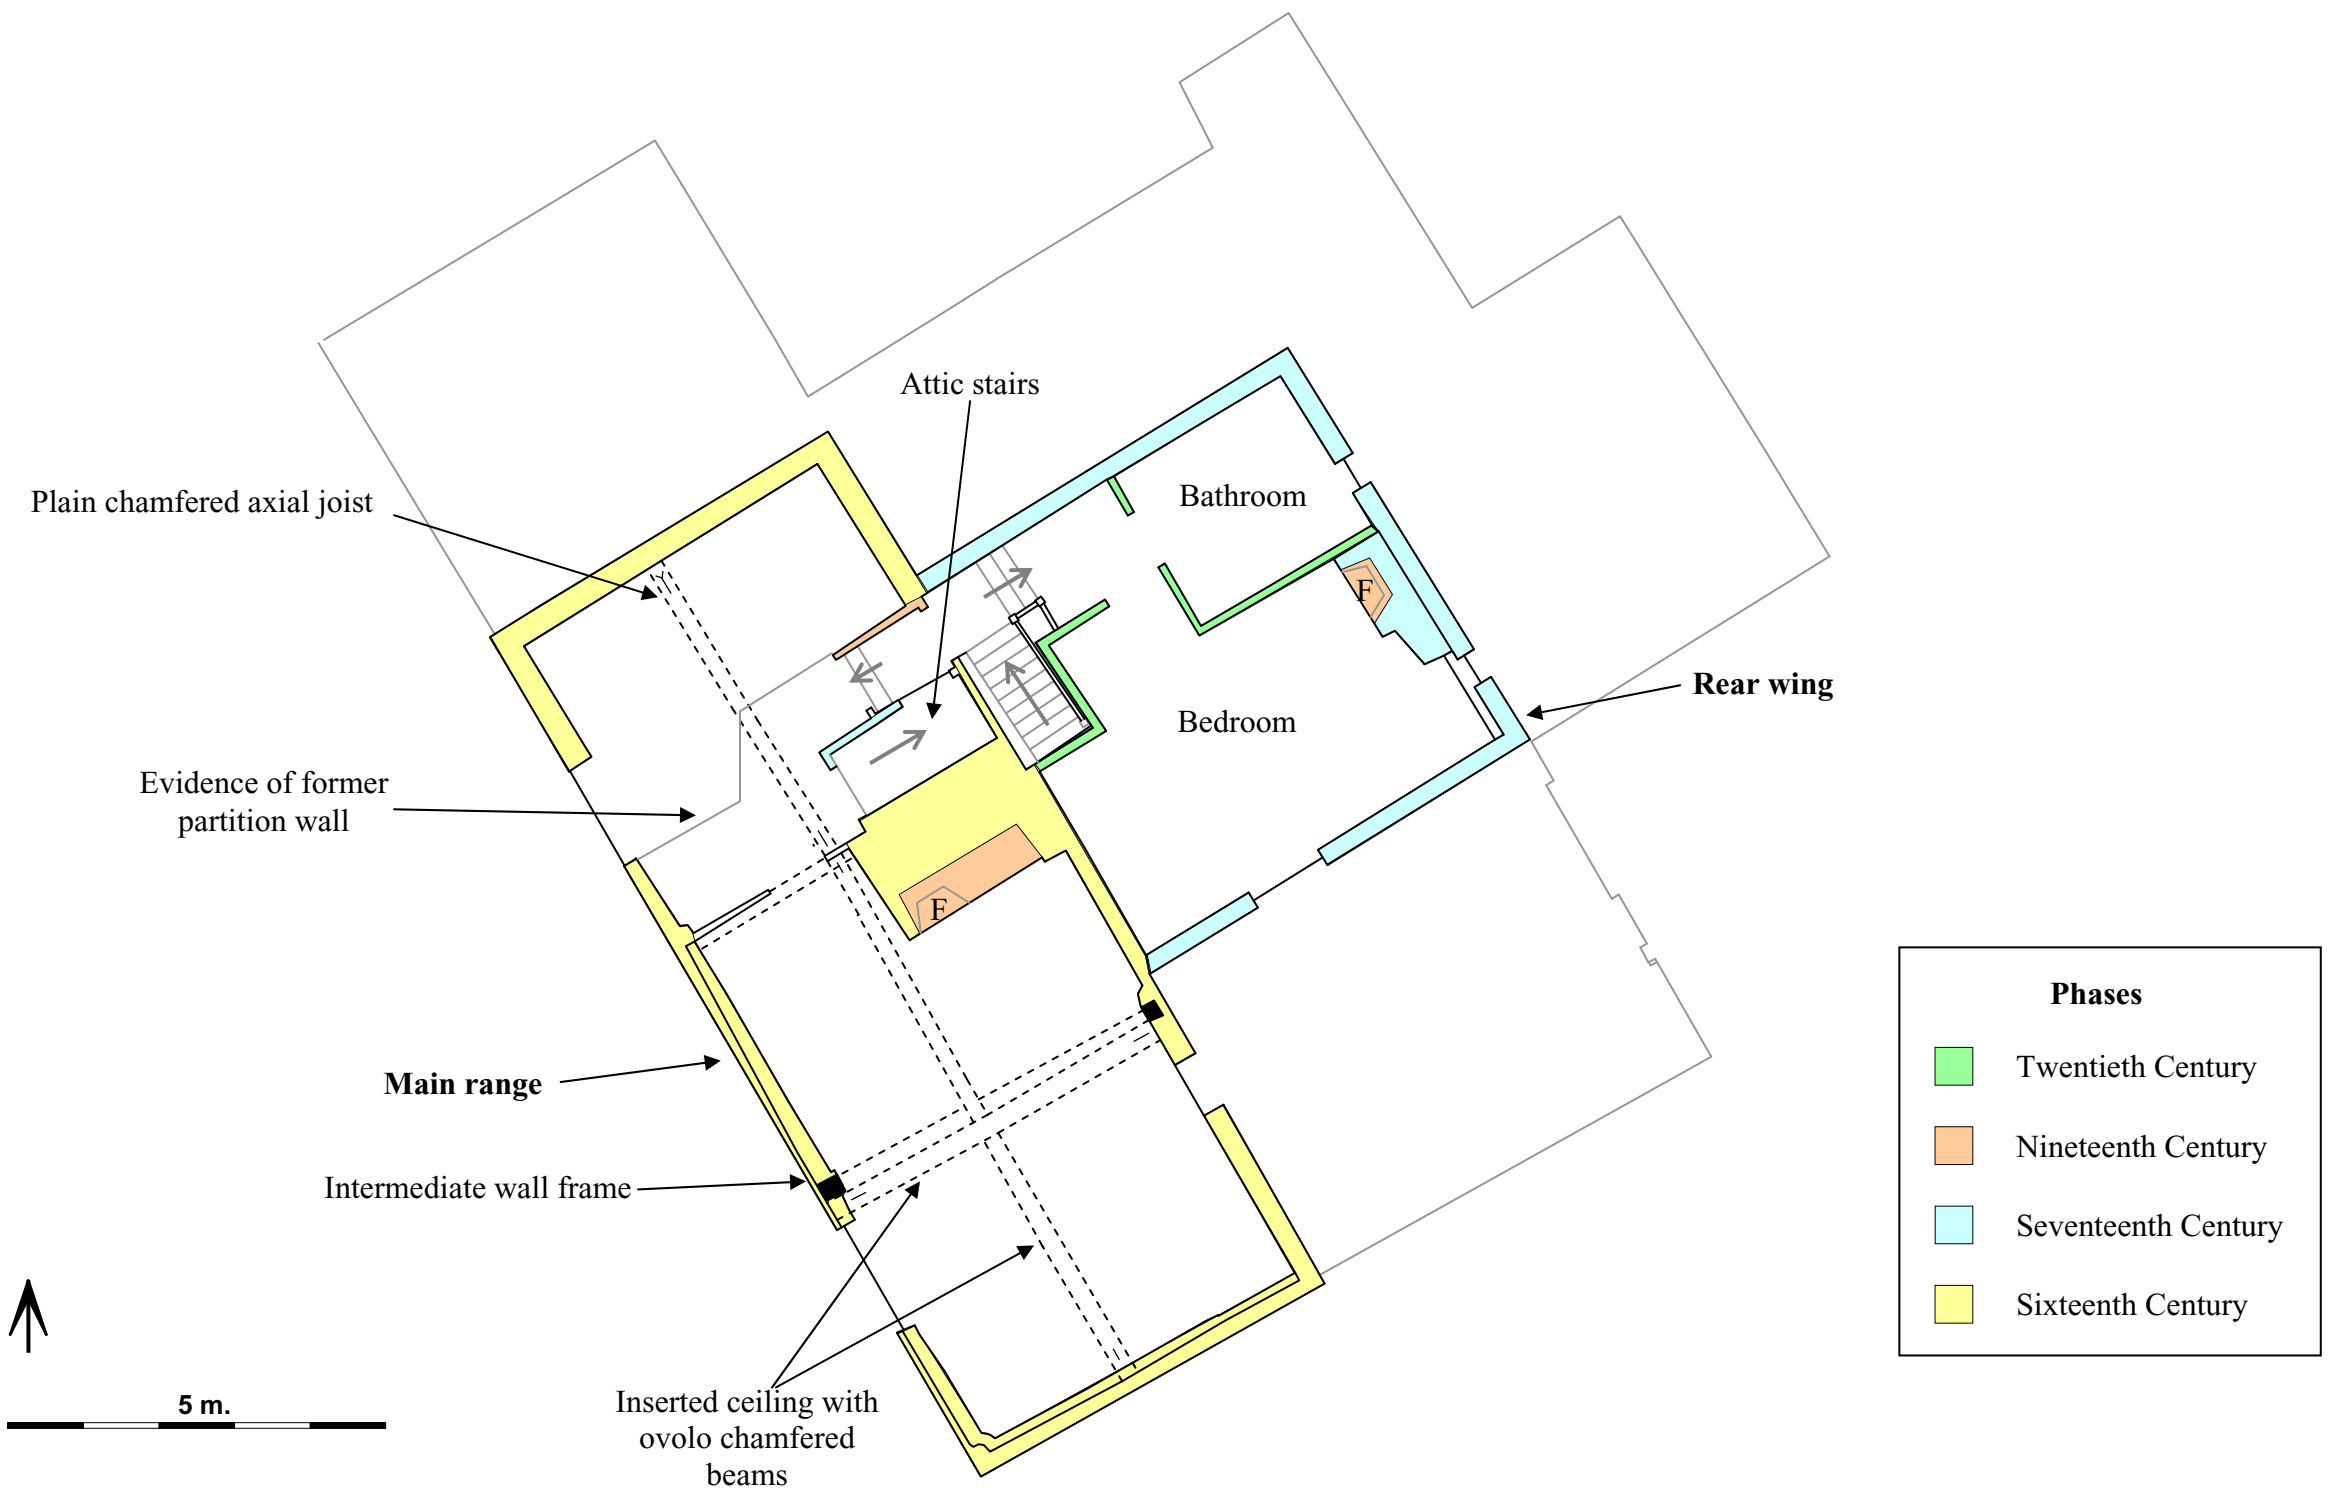 Attic stairs
Plain chamfered axial joist
Bathroom
F
Rear wing
Bedroom
Evidence of former
partition wall
F
Main range
Intermediate wall frame
Inserted ceiling with
ovolo chamfered
beams
5 m.
Phases
Twentieth Century
Nineteenth Century
Seventeenth Century
Sixteenth Century